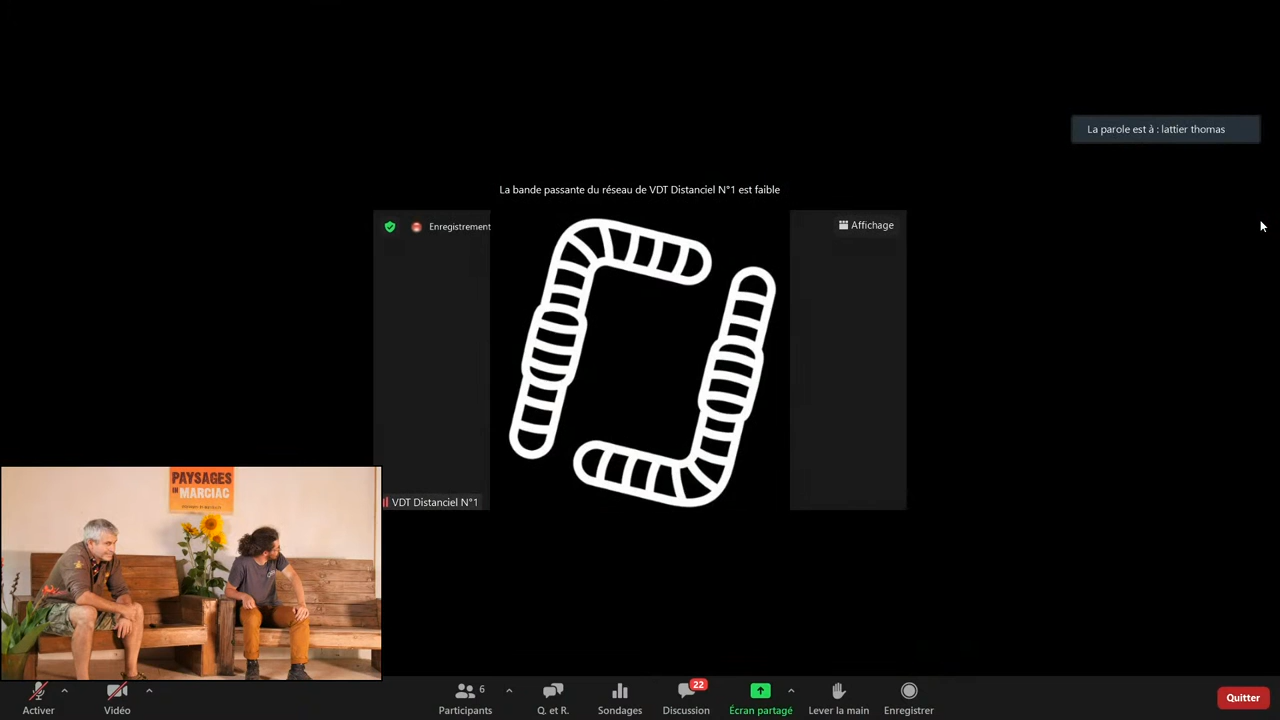 La parole est à : lattier thomas
La bande passante du réseau de VDT Distanciel N°1 est faible
Enregistrement
Affichage
VDT Distanciel N°1
PAYSAGES
IN MARCIAC
Activer
Vidéo
6
Participants
Q. et R.
Sondages
22
Discussion
Écran partagé
Lever la main
Enregistrer
Quitter